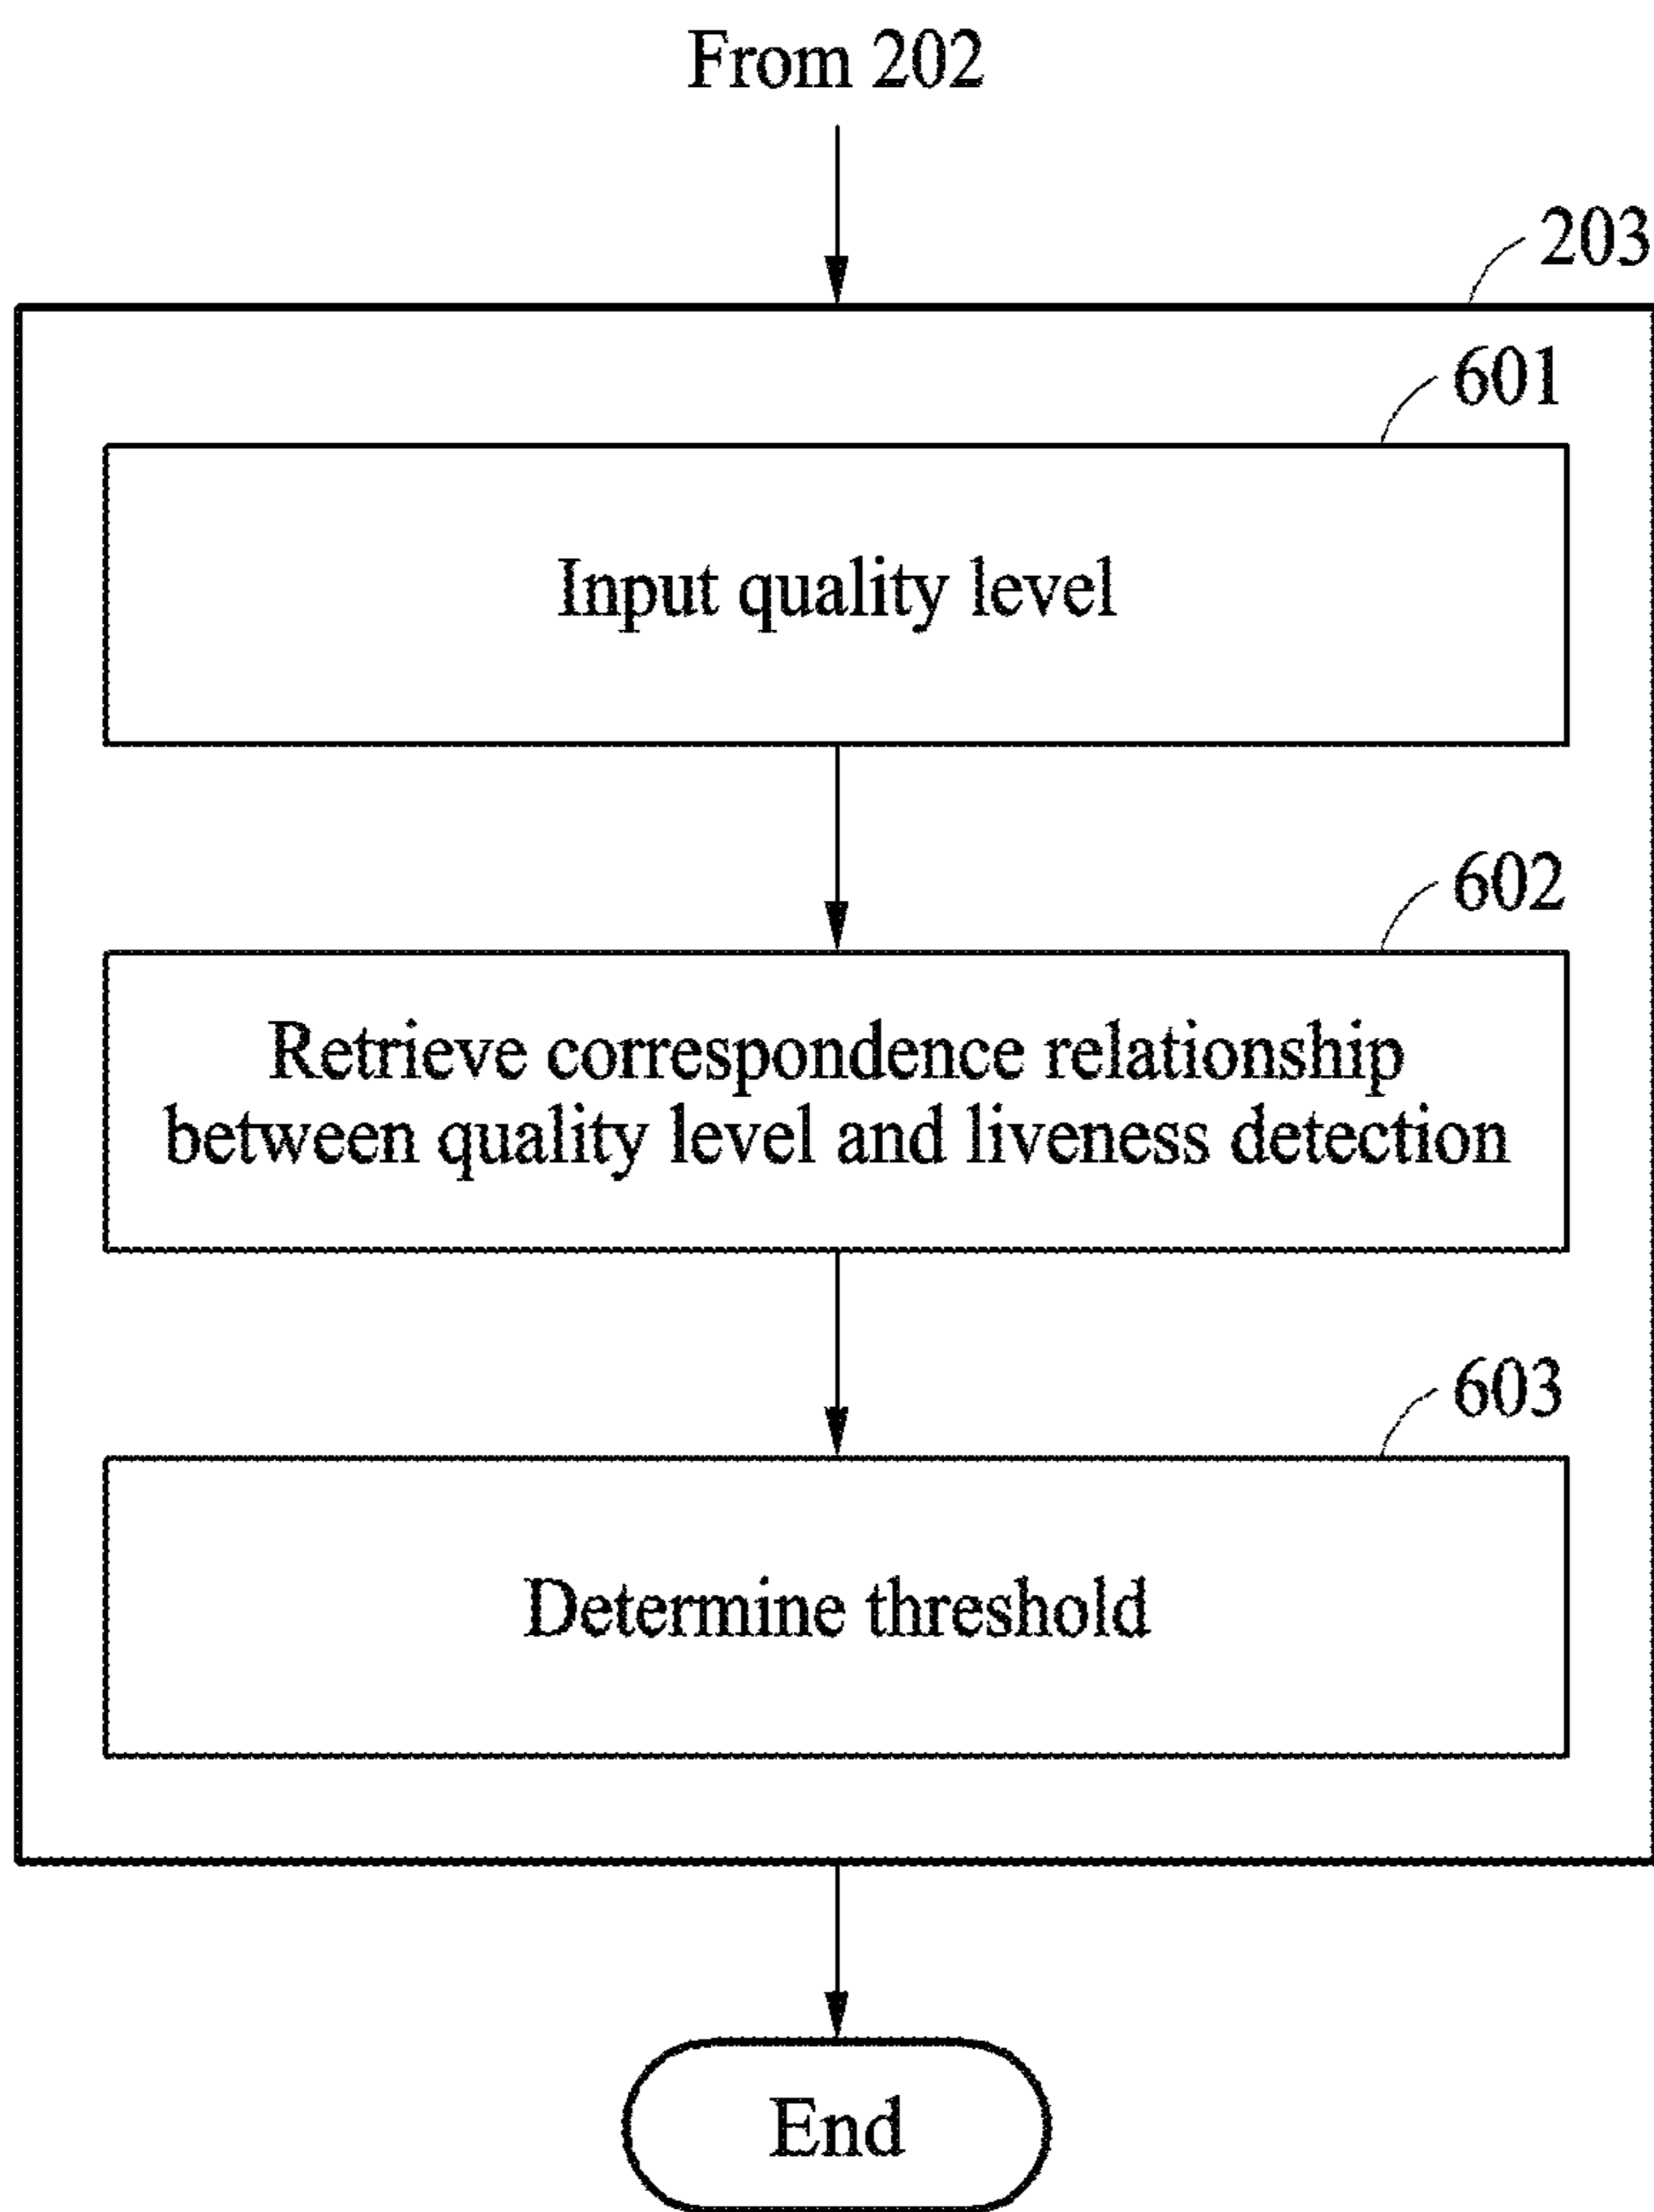 From 202
203
601
Input quality level
602
Retrieve correspondence relationship
between quality level and liveness detection
603
Determine threshold
End